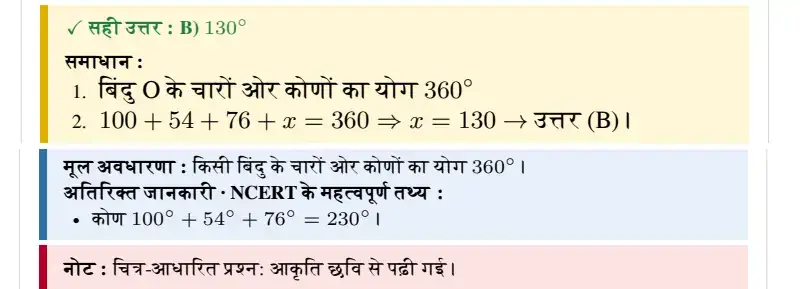 ✓ सही उत्तर : B) 130°
समाधान :
1. बिंदु O के चारों ओर कोणों का योग 360°
2. 100 + 54 + 76 + x = 360 ⇒ x = 130 → उत्तर (B)।
मूल अवधारणा : किसी बिंदु के चारों ओर कोणों का योग 360°।
अतिरिक्त जानकारी · NCERT के महत्वपूर्ण तथ्य :
• कोण 100° + 54° + 76° = 230°।
नोट : चित्र-आधारित प्रश्न: आकृति छवि से पढ़ी गई।